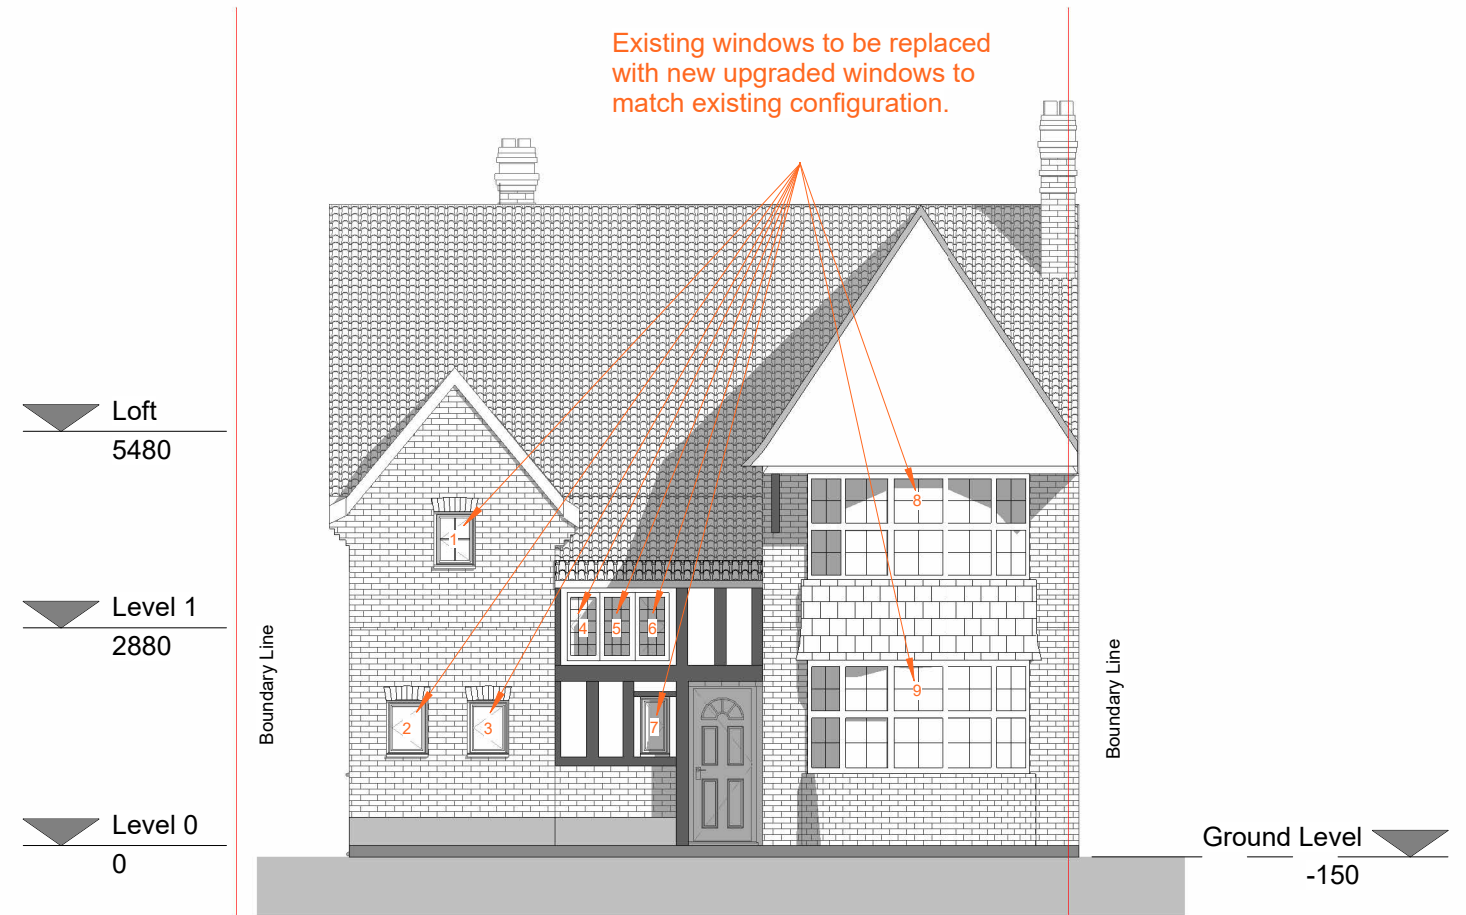 Existing windows to be replaced
with new upgraded windows to
match existing configuration.
Loft
5480
Level 1
2880
Level 0
0
Boundary Line
1
2
3
4
5
6
7
8
9
Boundary Line
Ground Level
-150